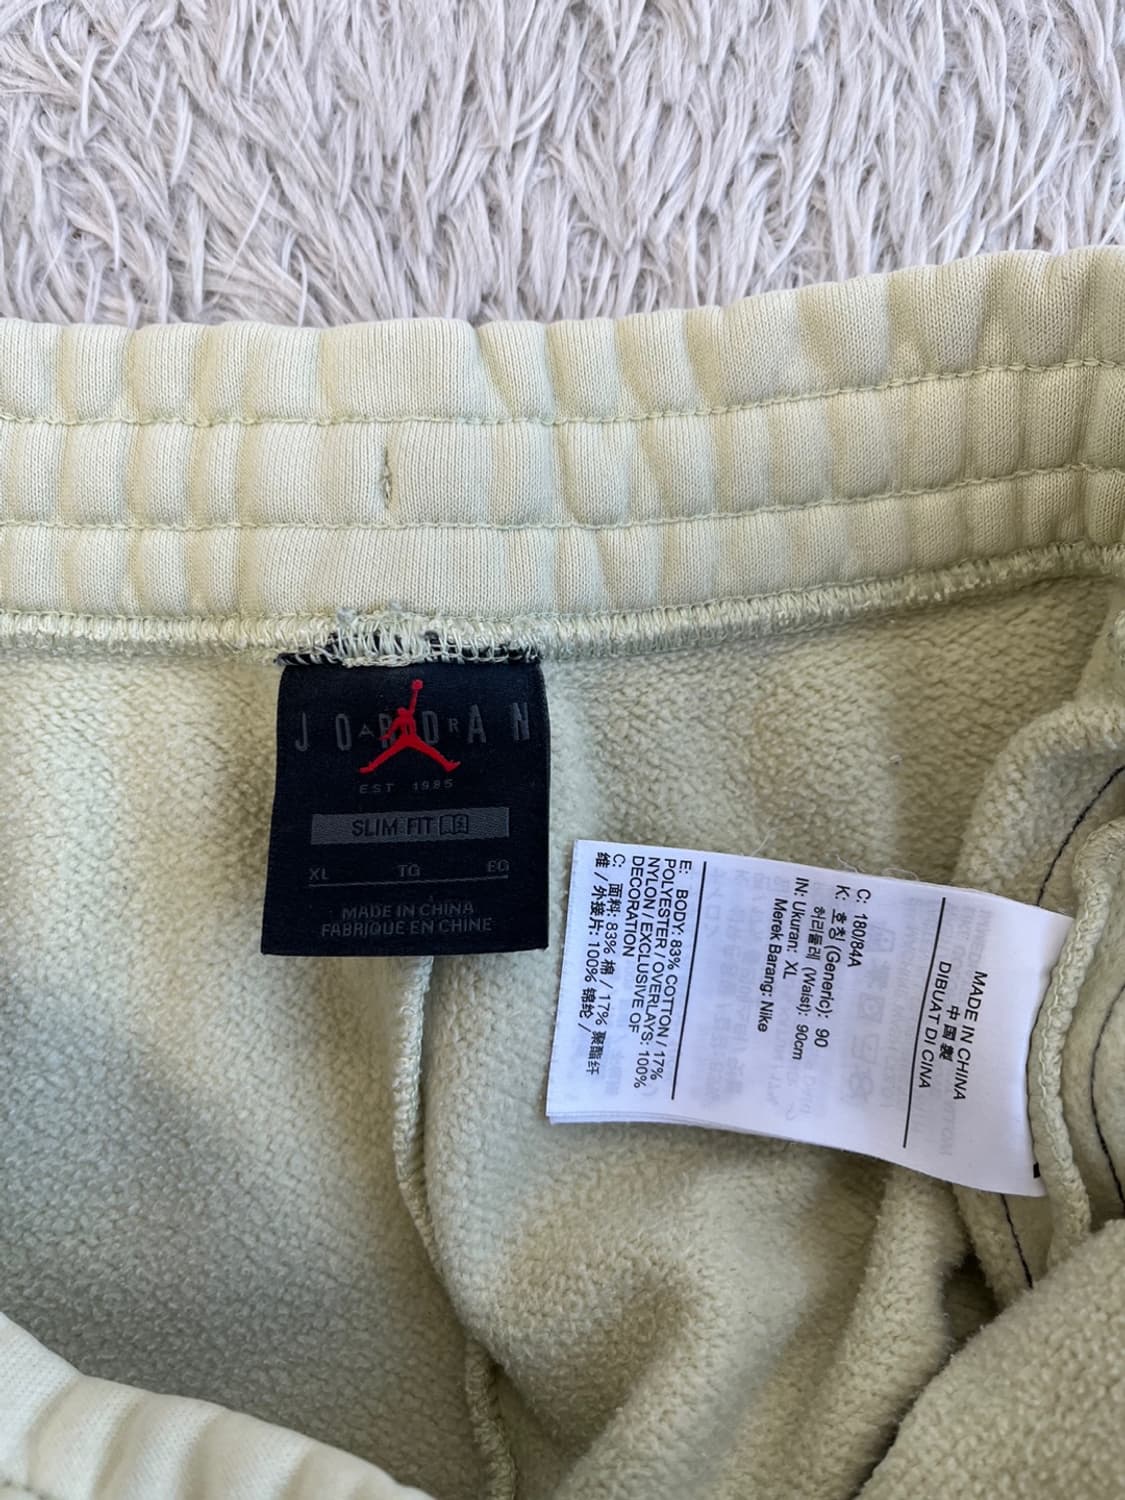 JORDAN
AIR
EST 1985
SLIM FIT
XL TG EG
MADE IN CHINA
FABRIQUE EN CHINE
MADE IN CHINA
中国製
DIBUAT DI CINA
C: 180/84A
K: 호칭 (Generic): 90
허리둘레 (Waist): 90cm
IN: Ukuran: XL
Merek Barang: Nike
E: BODY: 83% COTTON / 17%
POLYESTER / OVERLAYS: 100%
NYLON / EXCLUSIVE OF
DECORATION
C: 面料: 83% 棉 / 17% 聚酯纤
维 / 外接片: 100% 锦纶 /